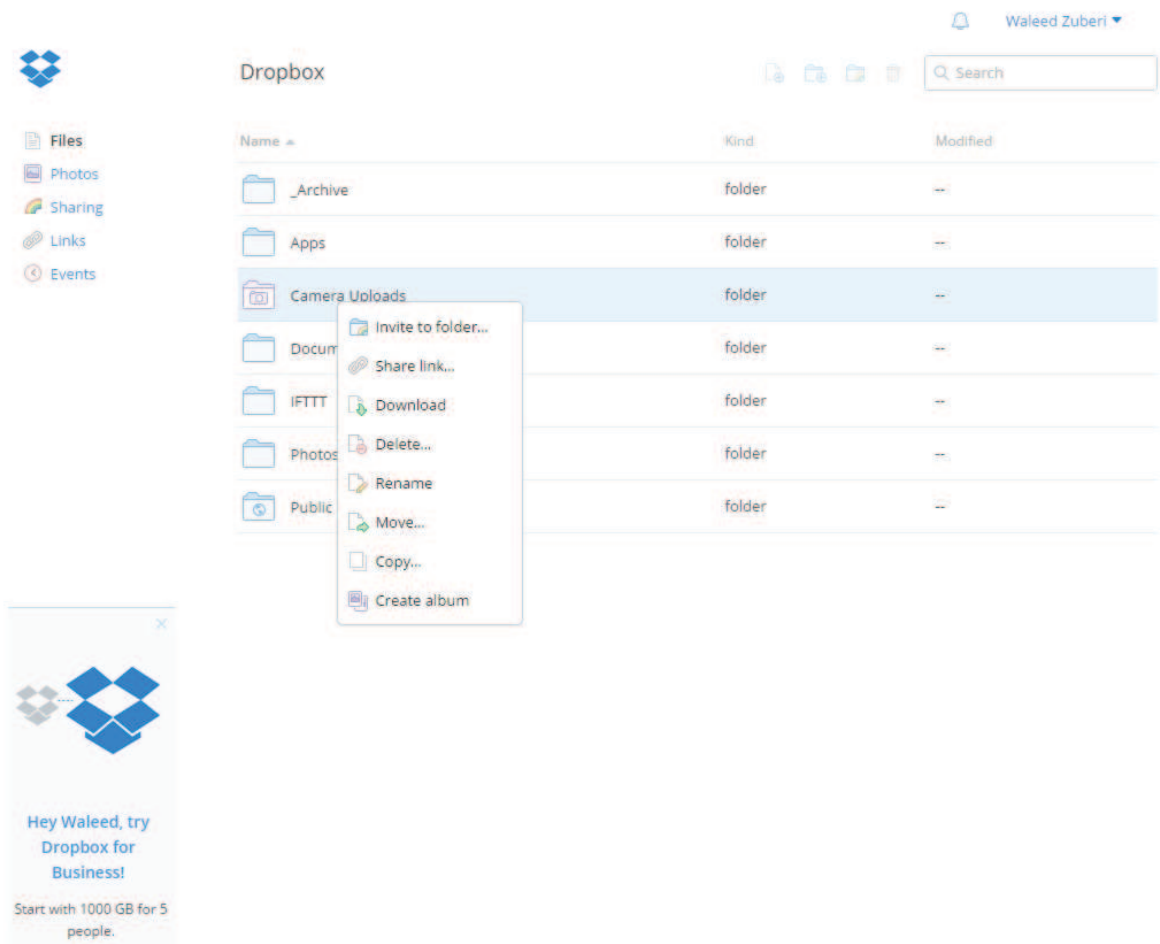 Waleed Zuberi
Dropbox
Search
Files
Photos
Sharing
Links
Events
Name Kind Modified
_Archive folder --
Apps folder --
Camera Uploads folder --
Docum folder --
IFTTT folder --
Photos folder --
Public folder --
Invite to folder...
Share link...
Download
Delete...
Rename
Move...
Copy...
Create album
Hey Waleed, try
Dropbox for
Business!
Start with 1000 GB for 5
people.